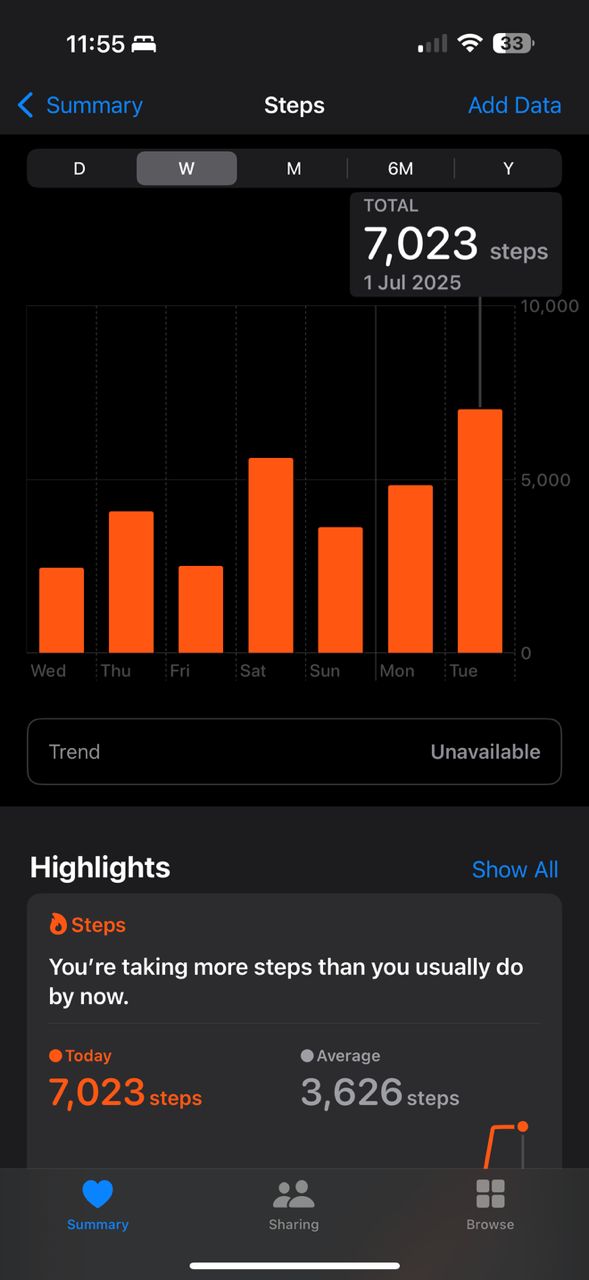 11:55
33
Summary
Steps
Add Data
D W M 6M Y
TOTAL
7,023 steps
1 Jul 2025
10,000
5,000
0
Wed Thu Fri Sat Sun Mon Tue
Trend
Unavailable
Highlights
Show All
Steps
You’re taking more steps than you usually do
by now.
Today
Average
7,023 steps
3,626 steps
Summary
Sharing
Browse